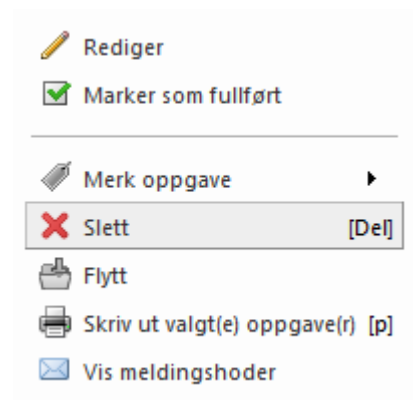 Rediger
Marker som fullført
Merk oppgave
Slett [Del]
Flytt
Skriv ut valgt(e) oppgave(r) [p]
Vis meldingshoder